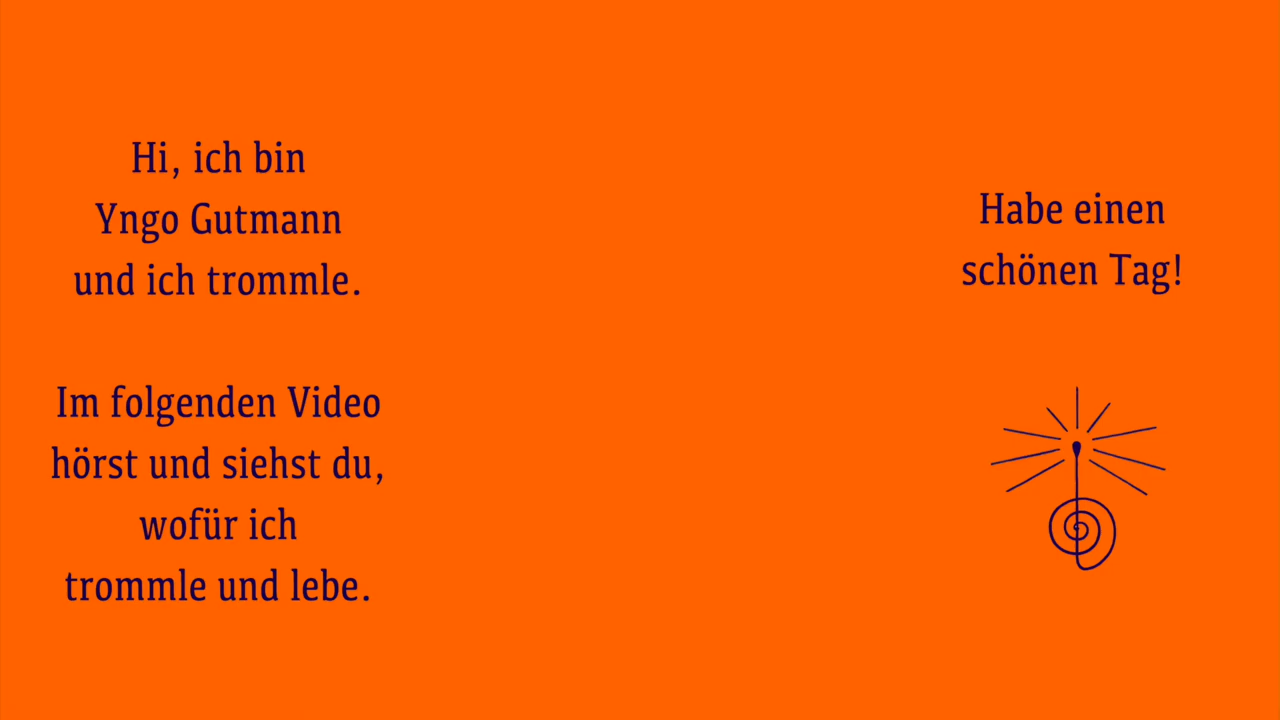 Hi, ich bin
Yngo Gutmann
und ich trommle.
Im folgenden Video
hörst und siehst du,
wofür ich
trommle und lebe.
Habe einen
schönen Tag!